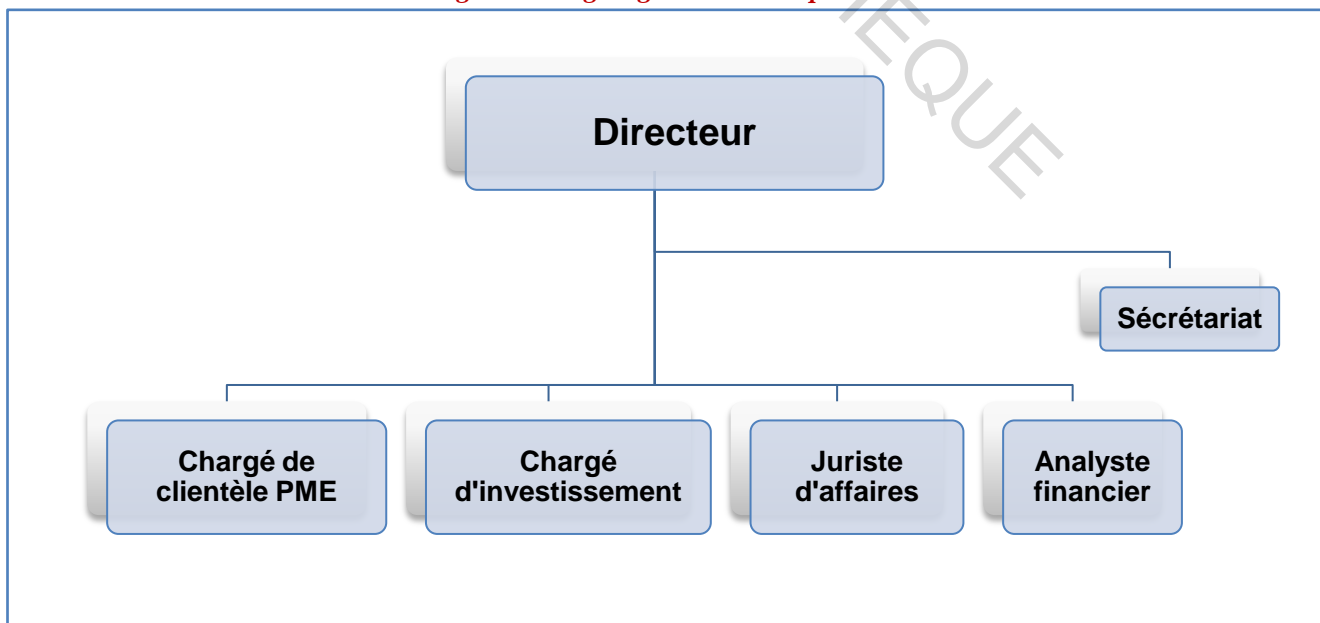 Directeur
Sécrétariat
Chargé de
clientèle PME
Chargé
d'investissement
Juriste
d'affaires
Analyste
financier